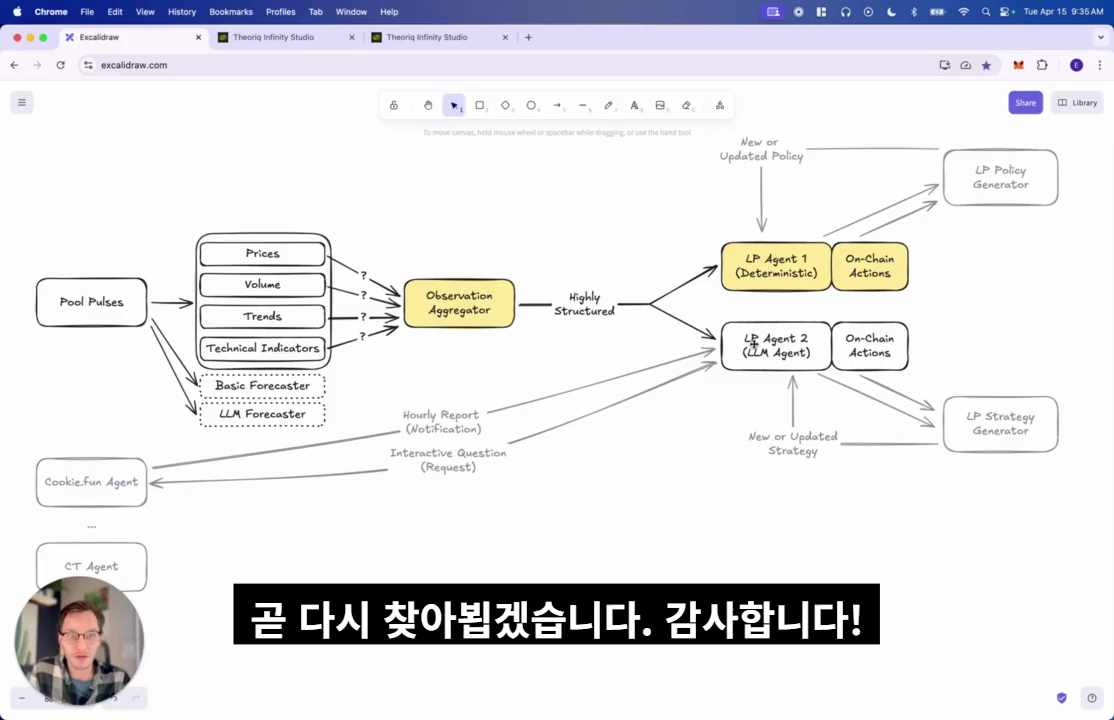 Chrome File Edit View History Bookmarks Profiles Tab Window Help Tue Apr 15 9:35 AM
Excalidraw Theoriq Infinity Studio Theoriq Infinity Studio
excalidraw.com E
Share Library
To move canvas, hold mouse wheel or spacebar while dragging, or use the hand tool
New or
Updated Policy
LP Policy
Generator
Prices
Volume
Trends
Technical Indicators
Basic Forecaster
LLM Forecaster
Pool Pulses
?
?
?
?
Observation
Aggregator
Highly
Structured
LP Agent 1
(Deterministic)
On-Chain
Actions
LP Agent 2
(LLM Agent)
On-Chain
Actions
LP Strategy
Generator
New or Updated
Strategy
Hourly Report
(Notification)
Interactive Question
(Request)
Cookie.fun Agent
...
CT Agent
곧 다시 찾아뵙겠습니다. 감사합니다!